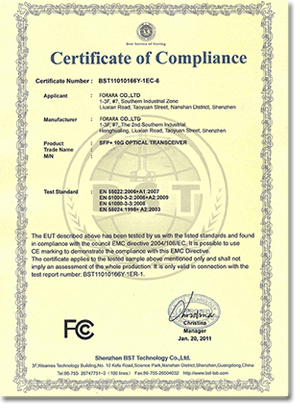 BST
Best Service of Testing
Certificate of Compliance
Certificate Number : BST11010166Y-1EC-6
Applicant : FORARA CO.,LTD
1-3F, #7, Southern Industrial Zone
Liuxian Road, Taoyuan Street, Nanshan District, Shenzhen
Manufacturer : FORARA CO.,LTD
1-3F, #7, The 2nd Southern Industrial
Honghualing, Liuxian Road, Taoyuan Street, Shenzhen
Product : SFP+ 10G OPTICAL TRANSCEIVER
Trade Name :
M/N :
Test Standard : EN 55022:2006+A1:2007
EN 61000-3-2:2006+A2:2009
EN 61000-3-3:2008
EN 55024:1998+ A2:2003
The EUT described above has been tested by us with the listed standards and found
in compliance with the council EMC directive 2004/108/EC. It is possible to use
CE marking to demonstrate the compliance with this EMC Directive.
The certificate applies to the tested sample above mentioned only and shall not
imply an assessment of the whole production. It is only valid in connection with the
test report number: BST11010166Y-1ER-1.
FC
Christina
Christina
Manager
Jan. 20, 2011
Shenzhen BST Technology Co.,Ltd.